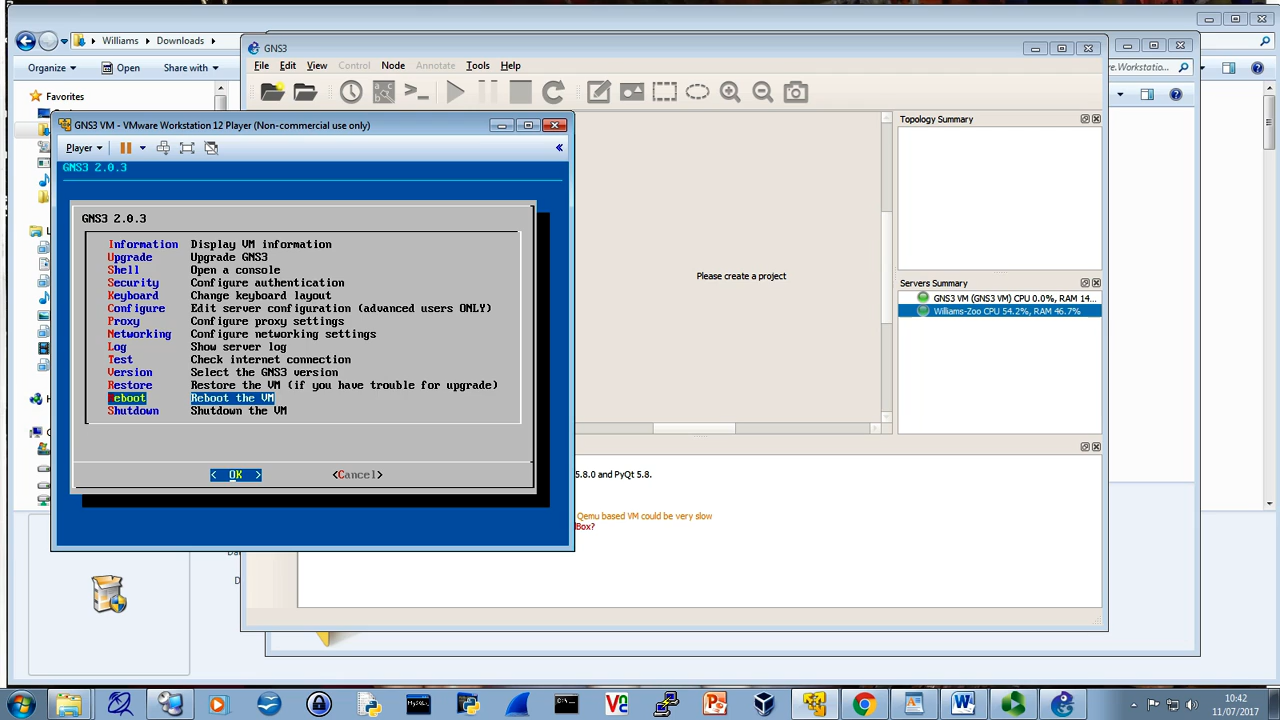 Williams
Downloads
Organize
Open
Share with
Favorites
GNS3
File
Edit
View
Control
Node
Annotate
Tools
Help
re.Workstatio...
GNS3 VM - VMware Workstation 12 Player (Non-commercial use only)
Player
GNS3 2.0.3
GNS3 2.0.3
Information Display VM information
Upgrade Upgrade GNS3
Shell Open a console
Security Configure authentication
Keyboard Change keyboard layout
Configure Edit server configuration (advanced users ONLY)
Proxy Configure proxy settings
Networking Configure networking settings
Log Show server log
Test Check internet connection
Version Select the GNS3 version
Restore Restore the VM (if you have trouble for upgrade)
Reboot Reboot the VM
Shutdown Shutdown the VM
< OK >
<Cancel>
Please create a project
Topology Summary
Servers Summary
GNS3 VM (GNS3 VM) CPU 0.0%, RAM 14...
Williams-Zoo CPU 54.2%, RAM 46.7%
5.8.0 and PyQt 5.8.
Qemu based VM could be very slow
Box?
10:42
11/07/2017